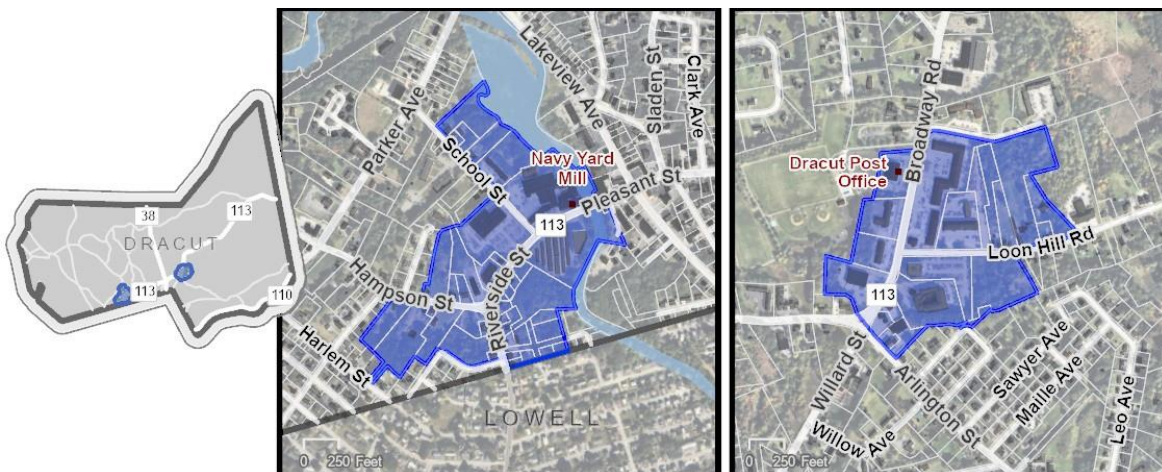 38
113
DRACUT
113
110
Parker Ave
Lakeview Ave
Sladen St
Clark Ave
School St
Navy Yard
Mill
Pleasant St
113
Hampson St
Riverside St
Harlem St
LOWELL
0 250 Feet
Broadway Rd
Dracut Post
Office
Loon Hill Rd
113
Willard St
Arlington St
Sawyer Ave
Maille Ave
Leo Ave
Willow Ave
0 250 Feet